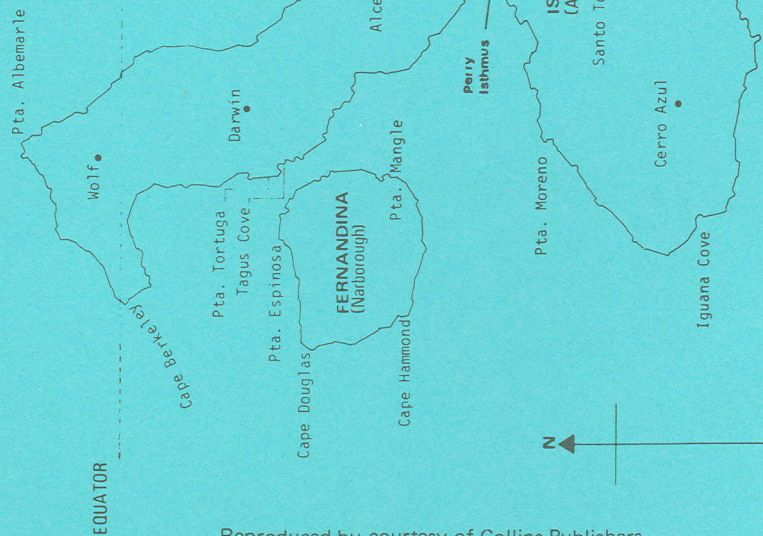 Pta. Albemarle
Wolf
Darwin
Alce
Perry
Isthmus
IS
(A
Santo To
Cerro Azul
Pta. Moreno
Iguana Cove
Pta. Mangle
FERNANDINA
(Narborough)
Pta. Tortuga
Tagus Cove
Pta. Espinosa
Cape Berkeley
Cape Douglas
Cape Hammond
N
EQUATOR
Reproduced by courtesy of Collins Publishers